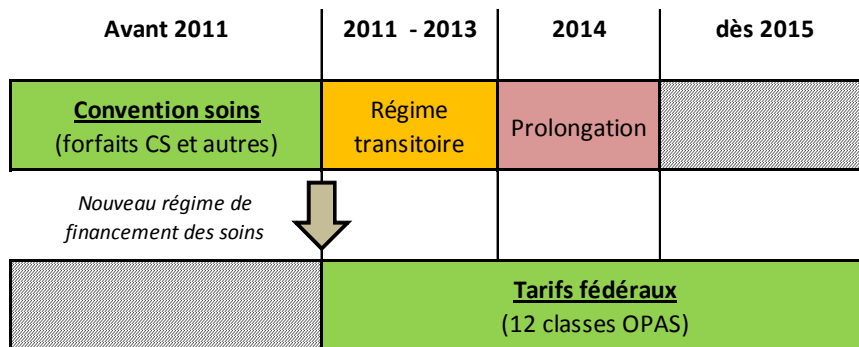 Avant 2011
2011 - 2013
2014
dès 2015
Convention soins
(forfaits CS et autres)
Régime
transitoire
Prolongation
Nouveau régime de
financement des soins
Tarifs fédéraux
(12 classes OPAS)